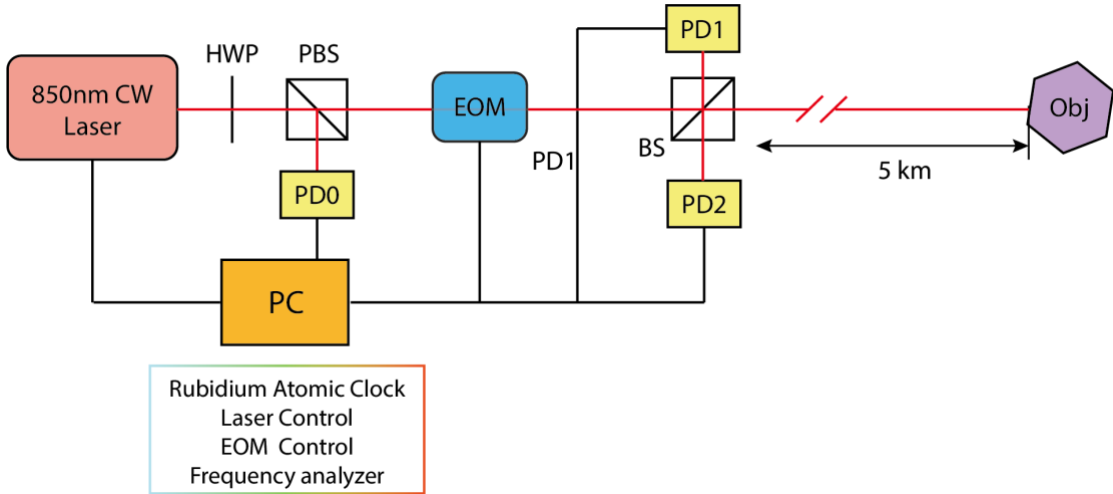 850nm CW
Laser
HWP
PBS
EOM
PD1
BS
PD1
PD2
PD0
Obj
5 km
PC
Rubidium Atomic Clock
Laser Control
EOM Control
Frequency analyzer